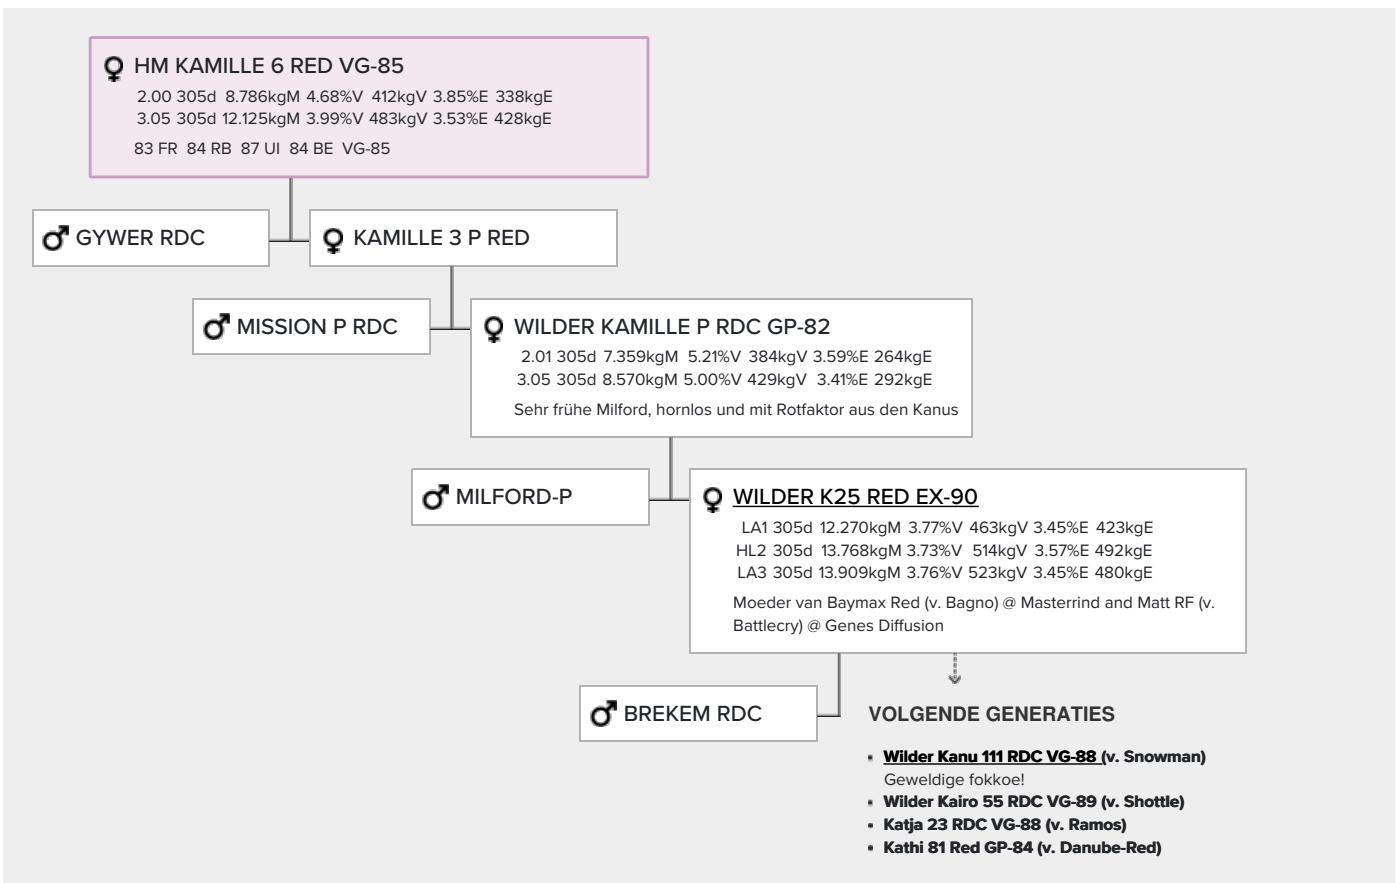 HM KAMILLE 6 RED VG-85
2.00 305d 8.786kgM 4.68%V 412kgV 3.85%E 338kgE
3.05 305d 12.125kgM 3.99%V 483kgV 3.53%E 428kgE
83 FR 84 RB 87 UI 84 BE VG-85
GYWER RDC
KAMILLE 3 P RED
MISSION P RDC
WILDER KAMILLE P RDC GP-82
2.01 305d 7.359kgM 5.21%V 384kgV 3.59%E 264kgE
3.05 305d 8.570kgM 5.00%V 429kgV 3.41%E 292kgE
Sehr frühe Milford, hornlos und mit Rotfaktor aus den Kanus
MILFORD-P
WILDER K25 RED EX-90
LA1 305d 12.270kgM 3.77%V 463kgV 3.45%E 423kgE
HL2 305d 13.768kgM 3.73%V 514kgV 3.57%E 492kgE
LA3 305d 13.909kgM 3.76%V 523kgV 3.45%E 480kgE
Moeder van Baymax Red (v. Bagno) @ Masterrind and Matt RF (v.
Battlecry) @ Genes Diffusion
BREKEM RDC
VOLGENDE GENERATIES
▪ Wilder Kanu 111 RDC VG-88 (v. Snowman)
Geweldige fokkoe!
▪ Wilder Kairo 55 RDC VG-89 (v. Shottle)
▪ Katja 23 RDC VG-88 (v. Ramos)
▪ Kathi 81 Red GP-84 (v. Danube-Red)